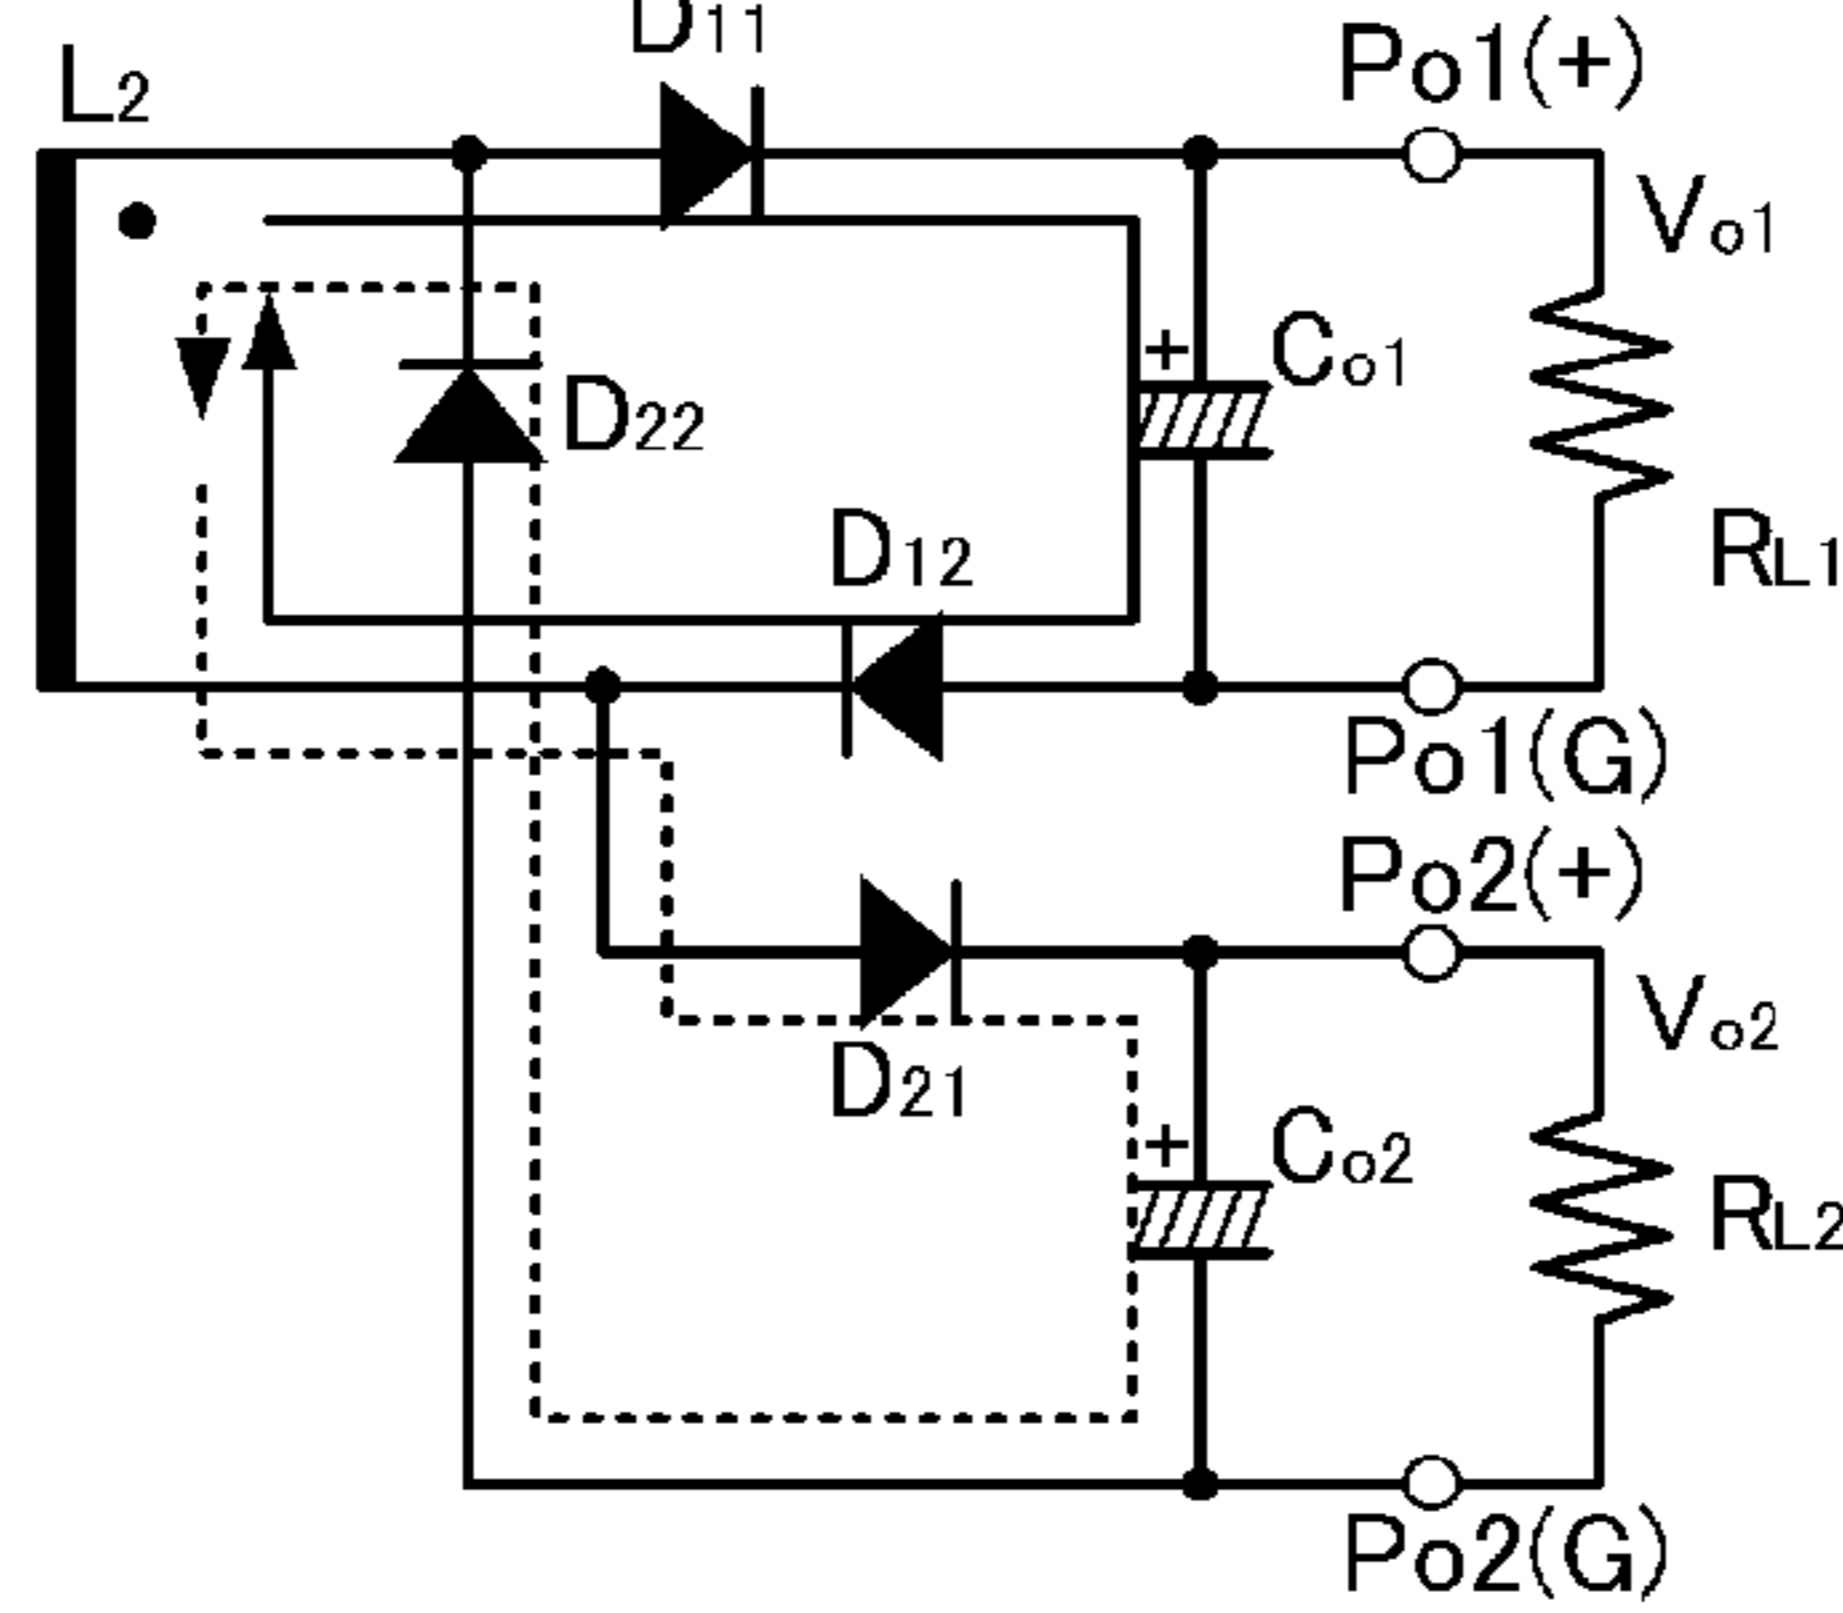 D11
Po1(+)
L2
Vo1
+
Co1
D22
D12
RL1
Po1(G)
Po2(+)
Vo2
D21
+
Co2
RL2
Po2(G)